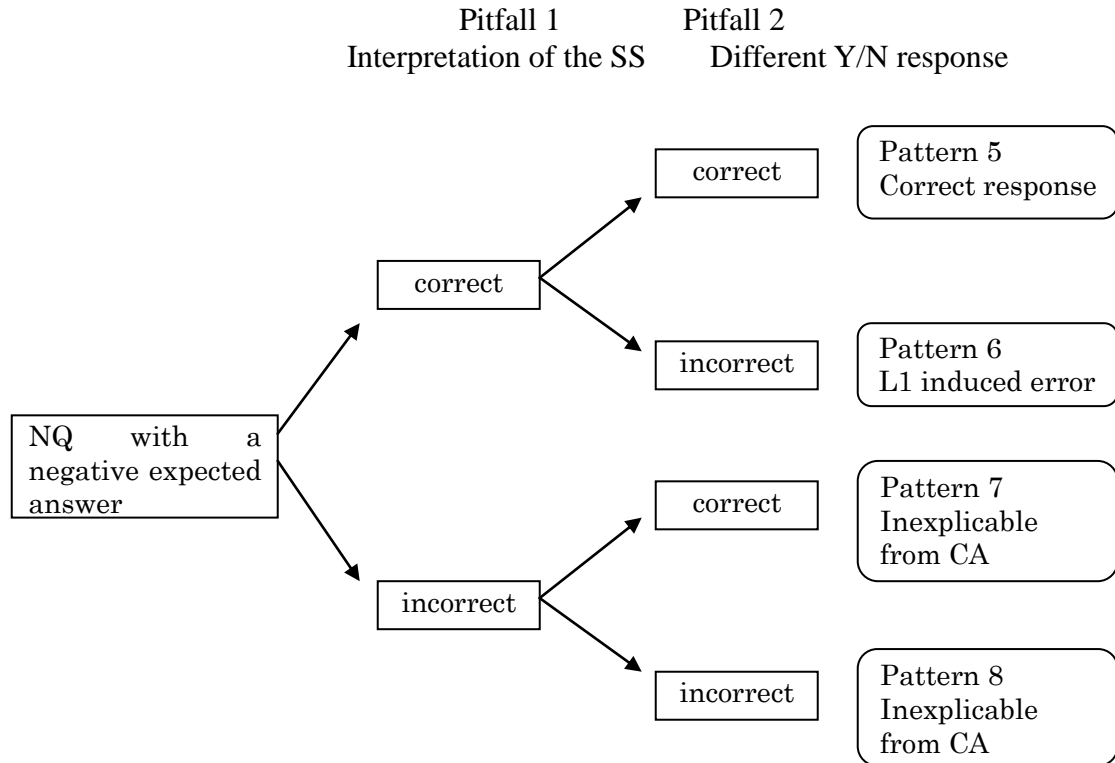 Pitfall 1 Pitfall 2
Interpretation of the SS Different Y/N response
correct
Pattern 5
Correct response
correct
incorrect
Pattern 6
L1 induced error
NQ with a
negative expected
answer
correct
Pattern 7
Inexplicable
from CA
incorrect
incorrect
Pattern 8
Inexplicable
from CA